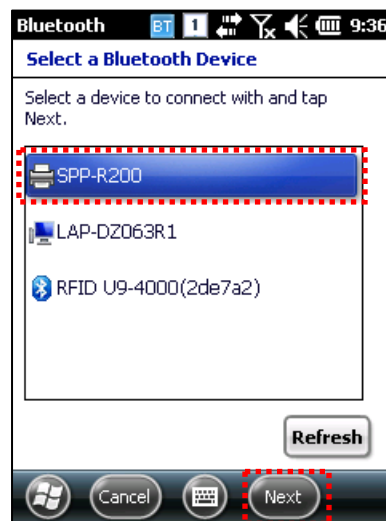 Bluetooth BT 1 9:36
Select a Bluetooth Device
Select a device to connect with and tap
Next.
SPP-R200
LAP-DZ063R1
RFID U9-4000(2de7a2)
Refresh
Cancel Next